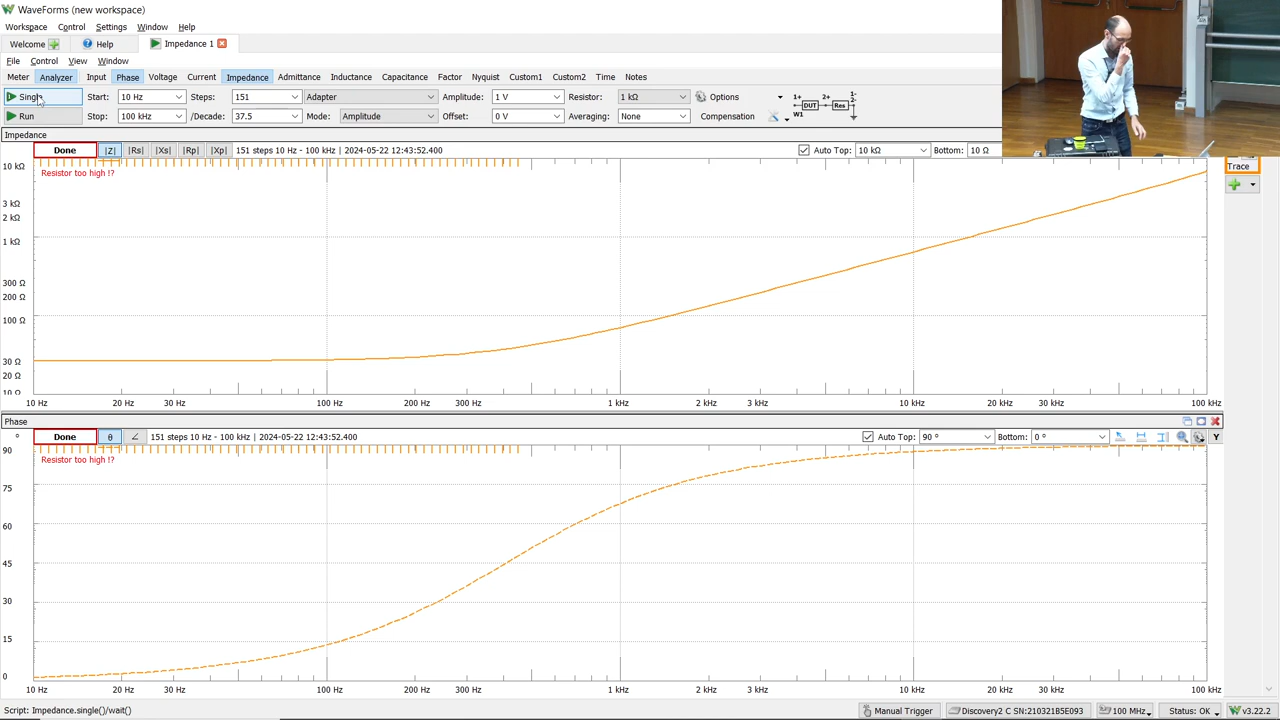 WaveForms (new workspace)
Workspace Control Settings Window Help
Welcome Help Impedance 1
File Control View Window
Meter Analyzer Input Phase Voltage Current Impedance Admittance Inductance Capacitance Factor Nyquist Custom1 Custom2 Time Notes
Single Start: 10 Hz Steps: 151 Adapter Amplitude: 1 V Resistor: 1 kΩ Options 1+ 2+ 1-
DUT Res
Run Stop: 100 kHz /Decade: 37.5 Mode: Amplitude Offset: 0 V Averaging: None Compensation W1
Impedance
Done |Z| |Rs| |Xs| |Rp| |Xp| 151 steps 10 Hz - 100 kHz | 2024-05-22 12:43:52.400 Auto Top: 10 kΩ Bottom: 10 Ω
10 kΩ Trace
Resistor too high !?
3 kΩ
2 kΩ
1 kΩ
300 Ω
200 Ω
100 Ω
30 Ω
20 Ω
10 Ω
10 Hz 20 Hz 30 Hz 100 Hz 200 Hz 300 Hz 1 kHz 2 kHz 3 kHz 10 kHz 20 kHz 30 kHz 100 kHz
Phase
° Done θ ∠ 151 steps 10 Hz - 100 kHz | 2024-05-22 12:43:52.400 Auto Top: 90 ° Bottom: 0 ° Y
90
Resistor too high !?
75
60
45
30
15
0
10 Hz 20 Hz 30 Hz 100 Hz 200 Hz 300 Hz 1 kHz 2 kHz 3 kHz 10 kHz 20 kHz 30 kHz 100 kHz
Script: Impedance.single()/wait() Manual Trigger Discovery2 C SN:210321B5E093 100 MHz Status: OK v3.22.2